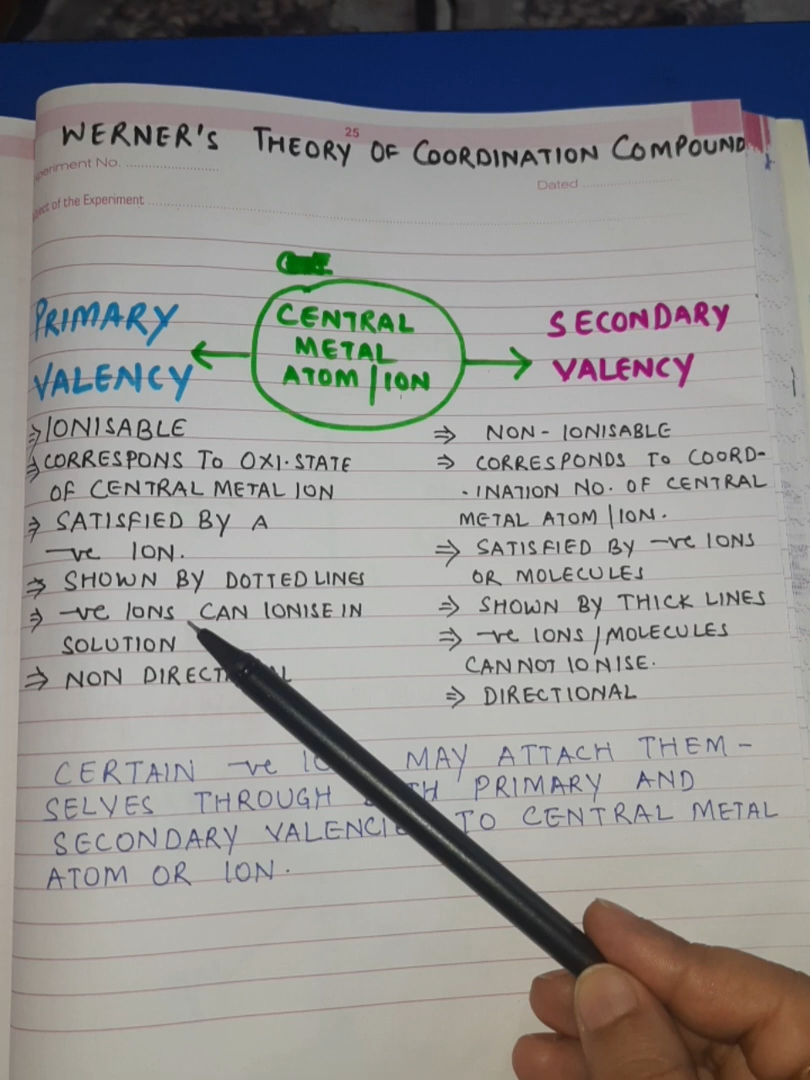 WERNER'S THEORY OF COORDINATION COMPOUND
25
periment No.
Dated
ject of the Experiment
PRIMARY
VALENCY
CENTRAL
METAL
ATOM/ION
SECONDARY
VALENCY
⇒ IONISABLE
⇒ CORRESPONS TO OXI.STATE
OF CENTRAL METAL ION
⇒ SATISFIED BY A
-ve ION.
⇒ SHOWN BY DOTTED LINES
⇒ -ve IONS CAN IONISE IN
SOLUTION
⇒ NON
⇒ NON-IONISABLE
⇒ CORRESPONDS TO COORD-
-INATION NO. OF CENTRAL
METAL ATOM/ION.
⇒ SATISFIED BY -ve IONS
OR MOLECULES
⇒ SHOWN BY THICK LINES
⇒ -ve IONS/MOLECULES
CANNOT IONISE.
⇒ DIRECTIONAL
CERTAIN -ve MAY ATTACH THEM-
SELVES THROUGH PRIMARY AND
SECONDARY TO CENTRAL METAL
ATOM OR ION.